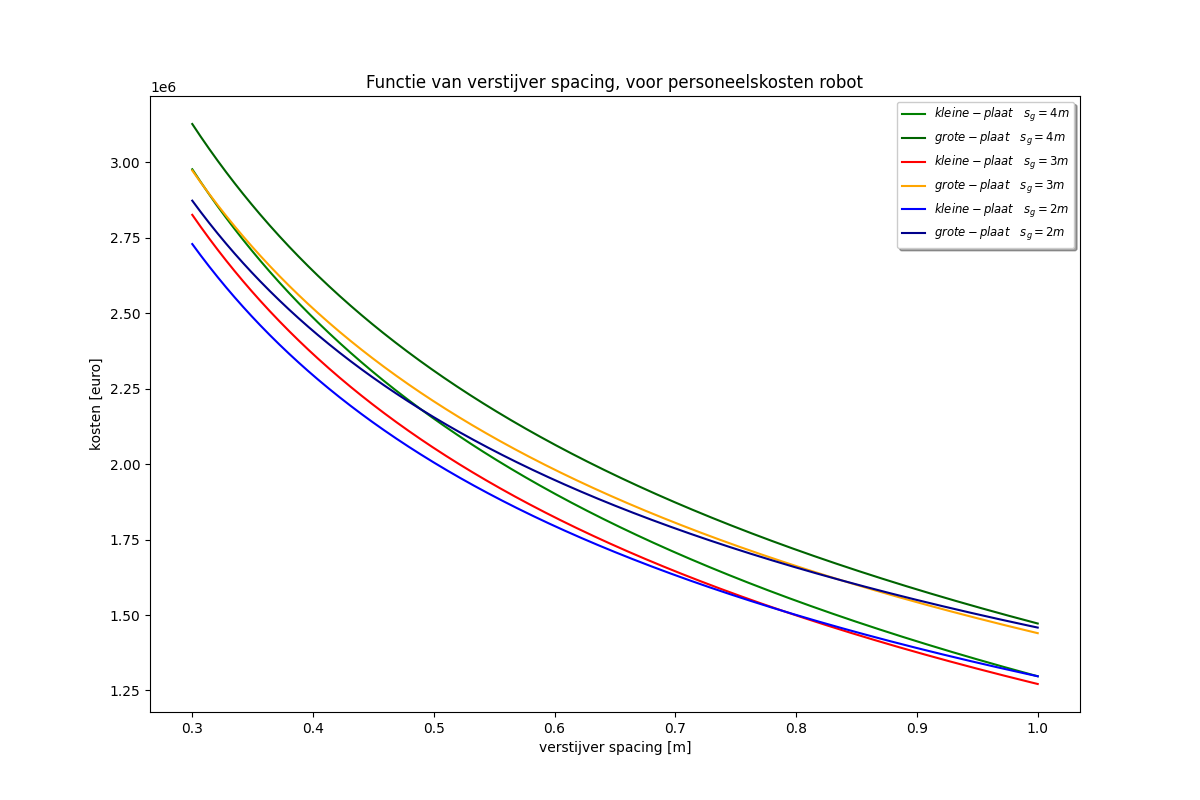 Functie van verstijver spacing, voor personeelskosten robot
1e6
kleine − plaat s_g = 4m
grote − plaat s_g = 4m
kleine − plaat s_g = 3m
grote − plaat s_g = 3m
kleine − plaat s_g = 2m
grote − plaat s_g = 2m
3.00
2.75
2.50
2.25
2.00
1.75
1.50
1.25
kosten [euro]
0.3 0.4 0.5 0.6 0.7 0.8 0.9 1.0
verstijver spacing [m]